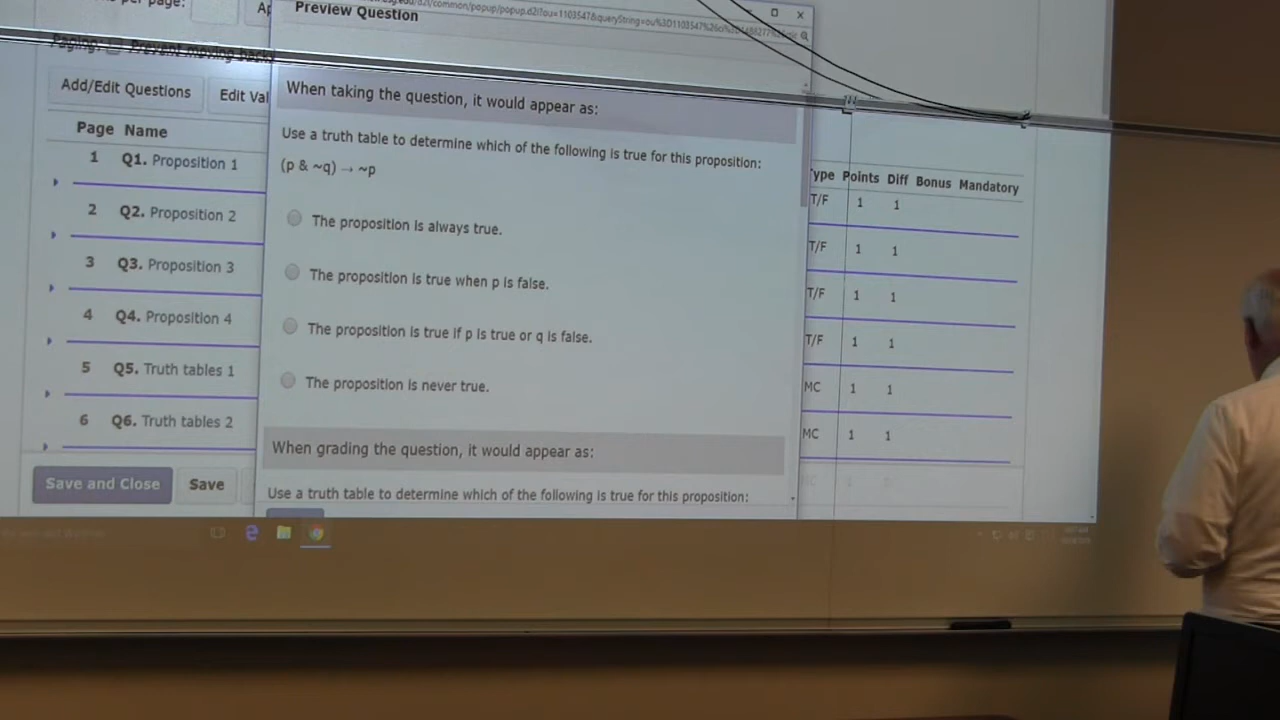 per page:
Preview Question
Paging: Prevent moving
Add/Edit Questions
Edit Val
Page Name
1 Q1. Proposition 1
2 Q2. Proposition 2
3 Q3. Proposition 3
4 Q4. Proposition 4
5 Q5. Truth tables 1
6 Q6. Truth tables 2
Save and Close
Save
When taking the question, it would appear as:
Use a truth table to determine which of the following is true for this proposition:
(p & ~q) → ~p
The proposition is always true.
The proposition is true when p is false.
The proposition is true if p is true or q is false.
The proposition is never true.
When grading the question, it would appear as:
Use a truth table to determine which of the following is true for this proposition:
ype Points Diff Bonus Mandatory
T/F 1 1
T/F 1 1
T/F 1 1
T/F 1 1
MC 1 1
MC 1 1